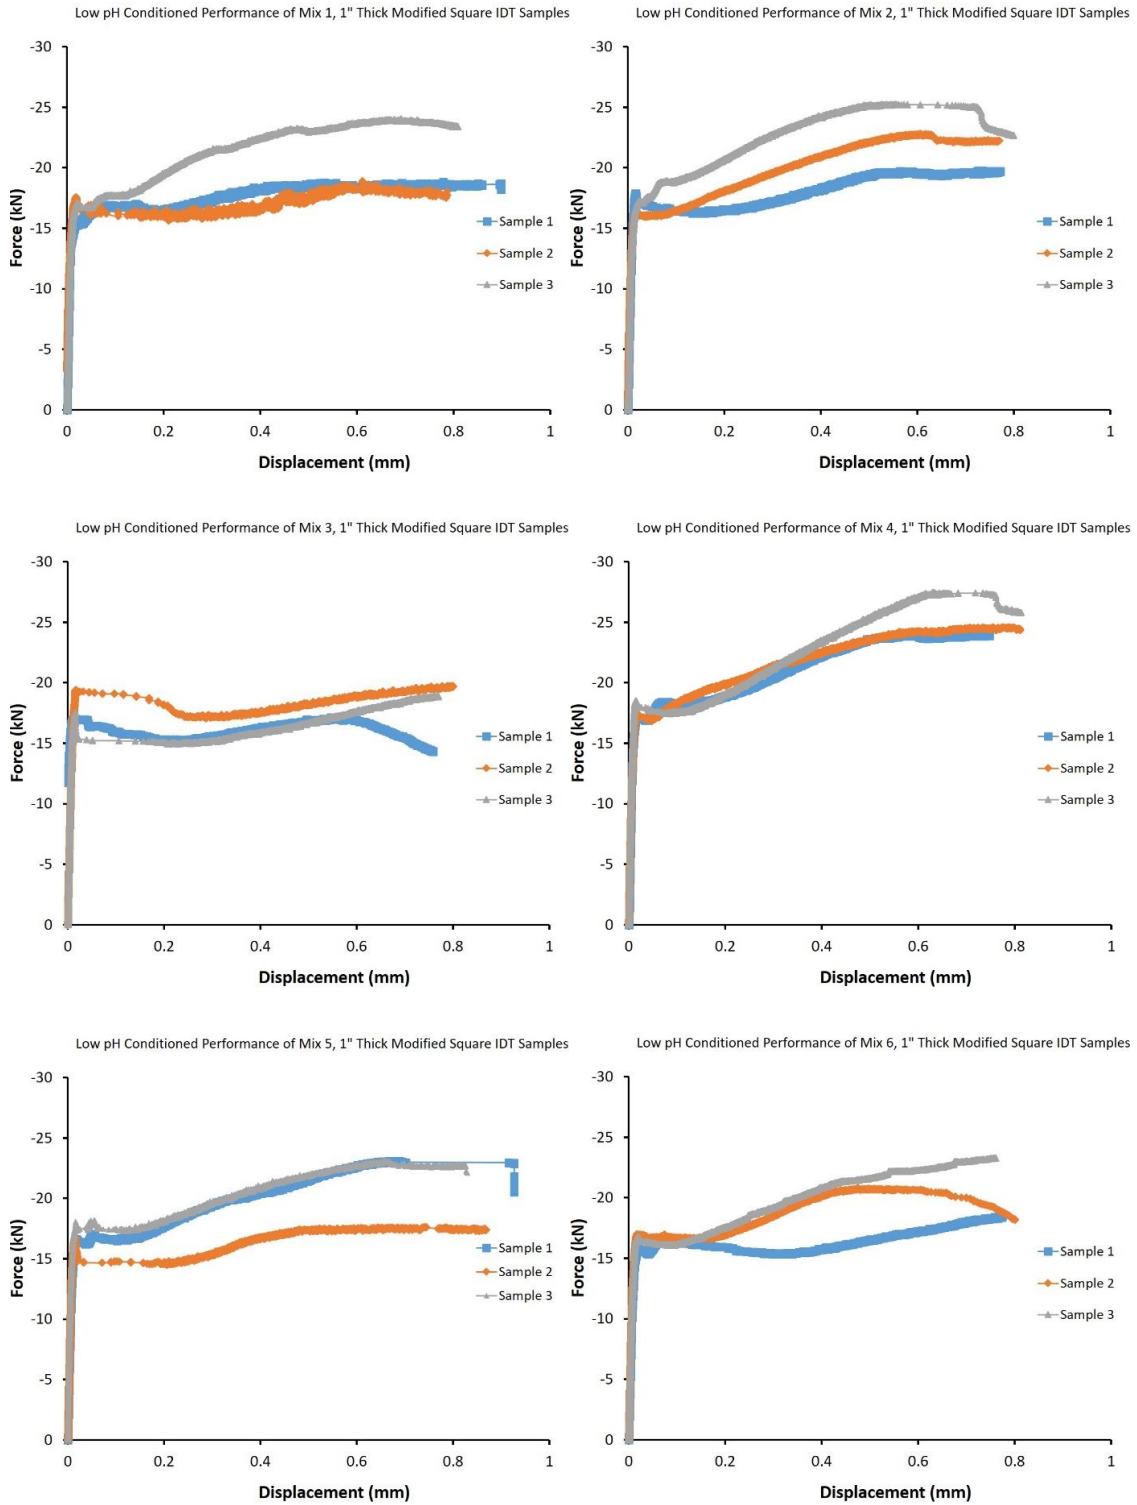 Low pH Conditioned Performance of Mix 1, 1" Thick Modified Square IDT Samples
-30
-25
-20
-15
-10
-5
0
Force (kN)
Sample 1
Sample 2
Sample 3
0 0.2 0.4 0.6 0.8 1
Displacement (mm)
Low pH Conditioned Performance of Mix 2, 1" Thick Modified Square IDT Samples
-30
-25
-20
-15
-10
-5
0
Force (kN)
Sample 1
Sample 2
Sample 3
0 0.2 0.4 0.6 0.8 1
Displacement (mm)
Low pH Conditioned Performance of Mix 3, 1" Thick Modified Square IDT Samples
-30
-25
-20
-15
-10
-5
0
Force (kN)
Sample 1
Sample 2
Sample 3
0 0.2 0.4 0.6 0.8 1
Displacement (mm)
Low pH Conditioned Performance of Mix 4, 1" Thick Modified Square IDT Samples
-30
-25
-20
-15
-10
-5
0
Force (kN)
Sample 1
Sample 2
Sample 3
0 0.2 0.4 0.6 0.8 1
Displacement (mm)
Low pH Conditioned Performance of Mix 5, 1" Thick Modified Square IDT Samples
-30
-25
-20
-15
-10
-5
0
Force (kN)
Sample 1
Sample 2
Sample 3
0 0.2 0.4 0.6 0.8 1
Displacement (mm)
Low pH Conditioned Performance of Mix 6, 1" Thick Modified Square IDT Samples
-30
-25
-20
-15
-10
-5
0
Force (kN)
Sample 1
Sample 2
Sample 3
0 0.2 0.4 0.6 0.8 1
Displacement (mm)